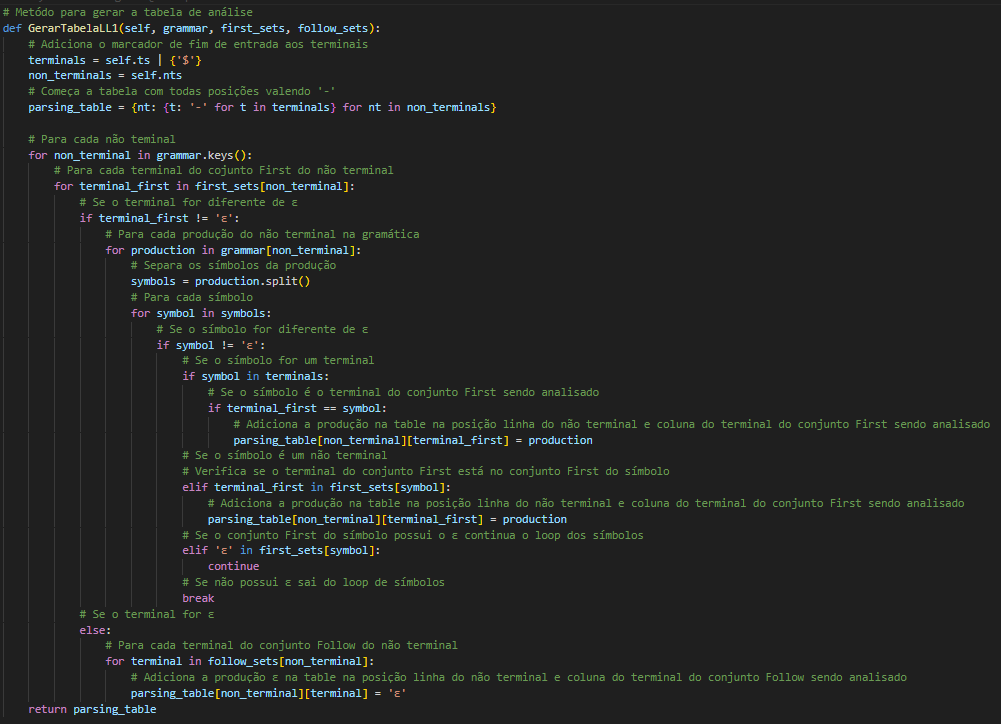 # Metódo para gerar a tabela de análise
def GerarTabelaLL1(self, grammar, first_sets, follow_sets):
    # Adiciona o marcador de fim de entrada aos terminais
    terminals = self.ts | {'$'}
    non_terminals = self.nts
    # Começa a tabela com todas posições valendo '-'
    parsing_table = {nt: {t: '-' for t in terminals} for nt in non_terminals}

    # Para cada não teminal
    for non_terminal in grammar.keys():
        # Para cada terminal do cojunto First do não terminal
        for terminal_first in first_sets[non_terminal]:
            # Se o terminal for diferente de ε
            if terminal_first != 'ε':
                # Para cada produção do não terminal na gramática
                for production in grammar[non_terminal]:
                    # Separa os símbolos da produção
                    symbols = production.split()
                    # Para cada símbolo
                    for symbol in symbols:
                        # Se o símbolo for diferente de ε
                        if symbol != 'ε':
                            # Se o símbolo for um terminal
                            if symbol in terminals:
                                # Se o símbolo é o terminal do conjunto First sendo analisado
                                if terminal_first == symbol:
                                    # Adiciona a produção na table na posição linha do não terminal e coluna do terminal do conjunto First sendo analisado
                                    parsing_table[non_terminal][terminal_first] = production
                            # Se o símbolo é um não terminal
                            # Verifica se o terminal do conjunto First está no conjunto First do símbolo
                            elif terminal_first in first_sets[symbol]:
                                # Adiciona a produção na table na posição linha do não terminal e coluna do terminal do conjunto First sendo analisado
                                parsing_table[non_terminal][terminal_first] = production
                            # Se o conjunto First do símbolo possui o ε continua o loop dos símbolos
                            elif 'ε' in first_sets[symbol]:
                                continue
                            # Se não possui ε sai do loop de símbolos
                            break
            # Se o terminal for ε
            else:
                # Para cada terminal do conjunto Follow do não terminal
                for terminal in follow_sets[non_terminal]:
                    # Adiciona a produção ε na table na posição linha do não terminal e coluna do terminal do conjunto Follow sendo analisado
                    parsing_table[non_terminal][terminal] = 'ε'
    return parsing_table